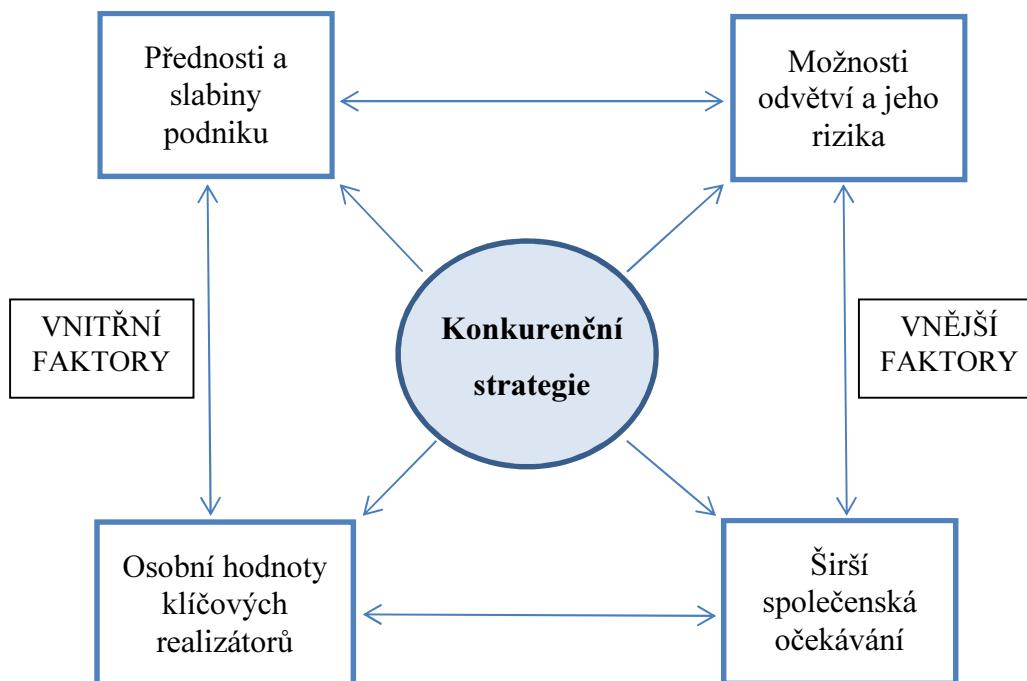 Přednosti a
slabiny
podniku
Možnosti
odvětví a jeho
rizika
VNITŘNÍ
FAKTORY
Konkurenční
strategie
VNĚJŠÍ
FAKTORY
Osobní hodnoty
klíčových
realizátorů
Širší
společenská
očekávání